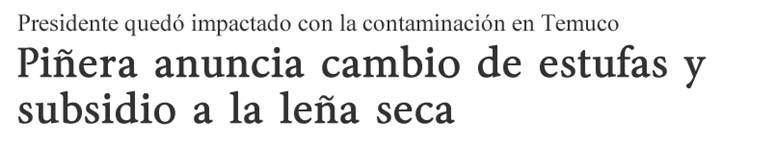 Presidente quedó impactado con la contaminación en Temuco
Piñera anuncia cambio de estufas y
subsidio a la leña seca